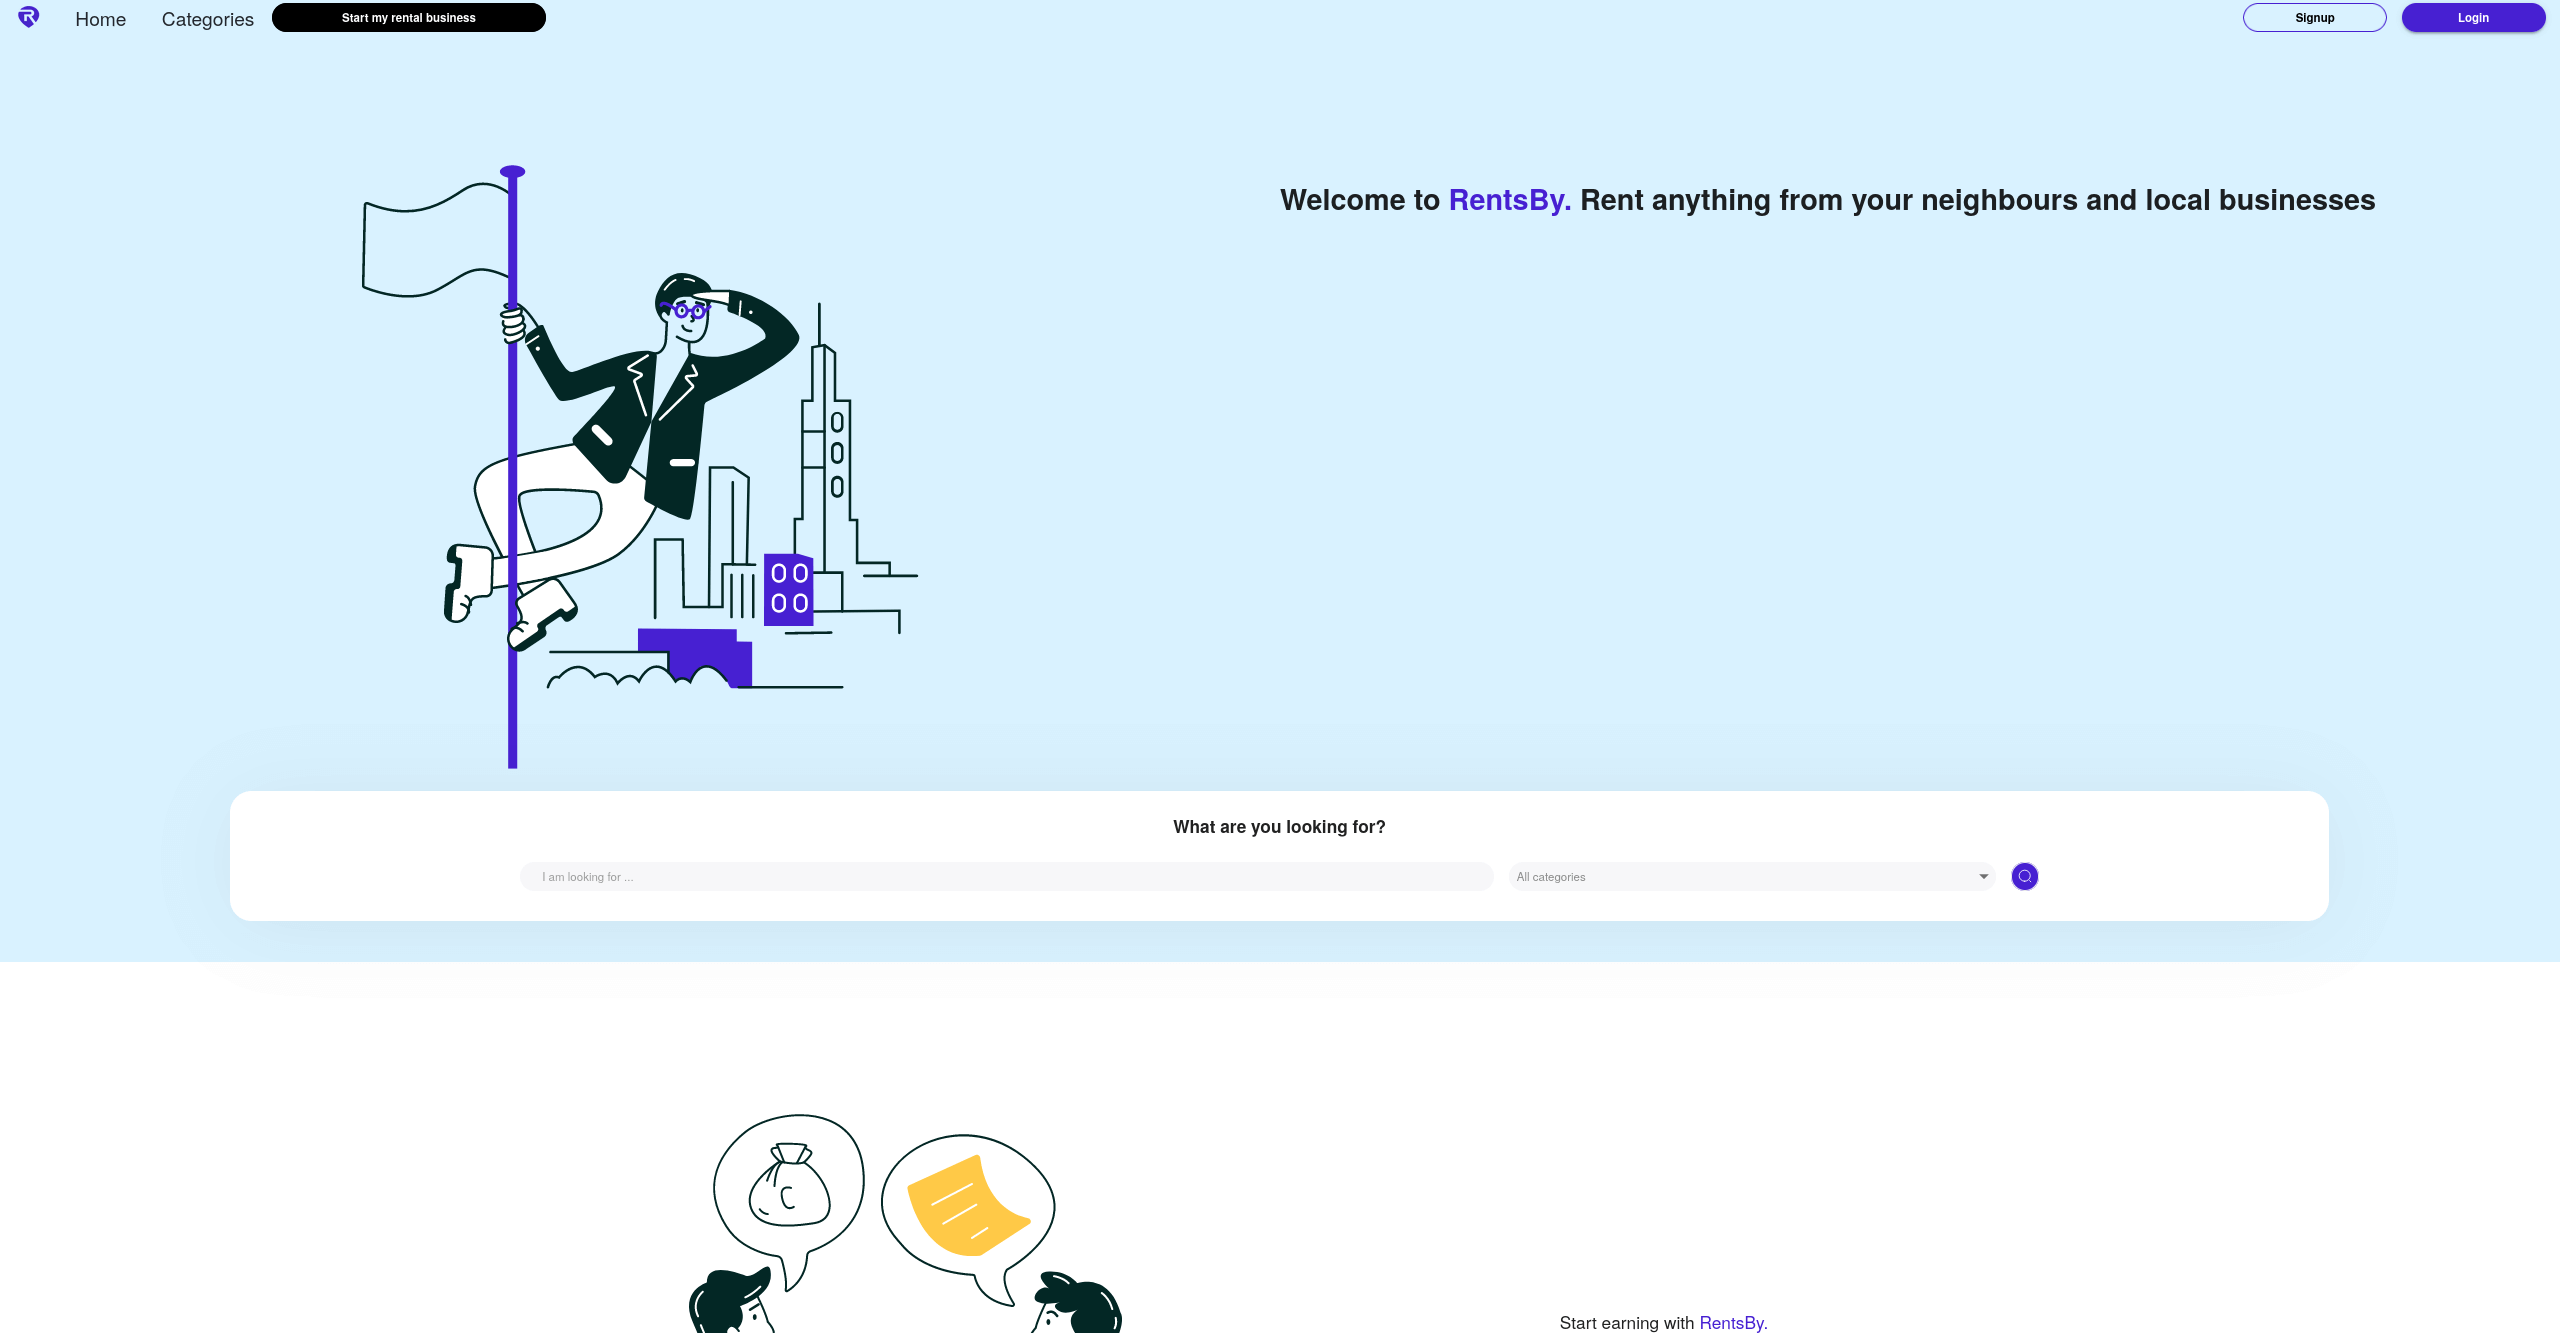 Home
Categories
Start my rental business
Signup
Login
Welcome to RentsBy. Rent anything from your neighbours and local businesses
What are you looking for?
I am looking for ...
All categories
Start earning with RentsBy.